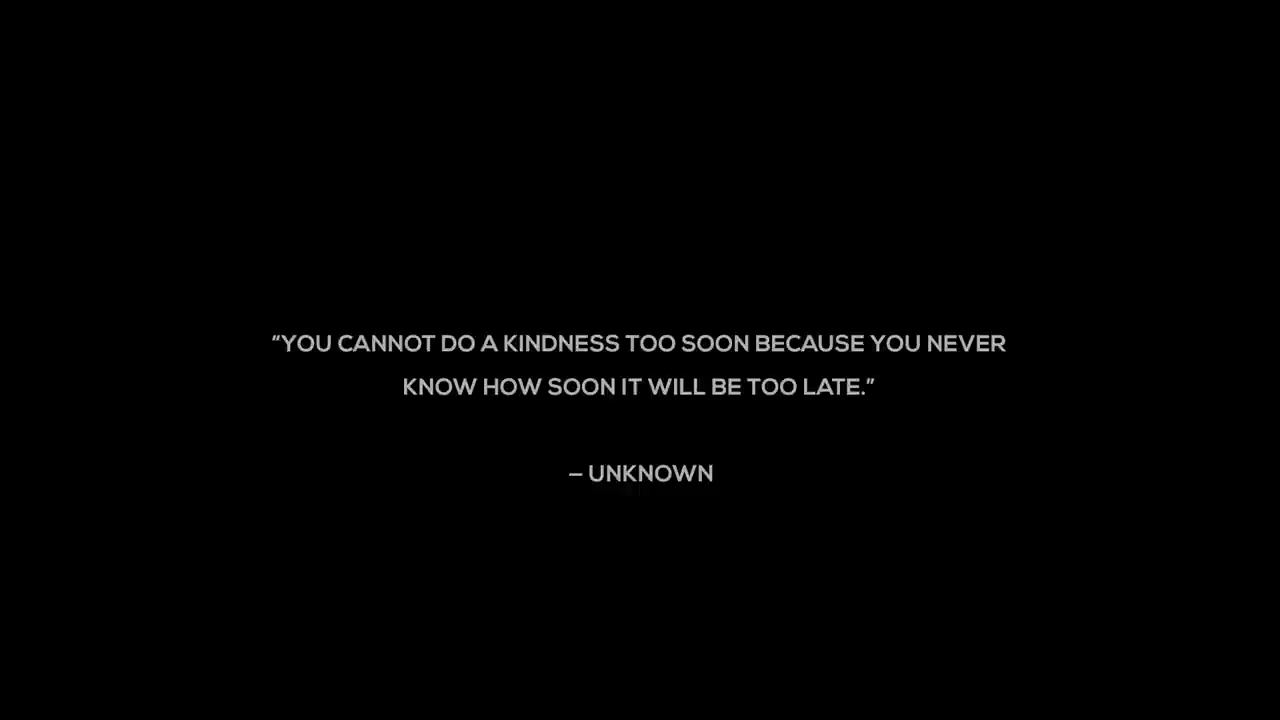 “YOU CANNOT DO A KINDNESS TOO SOON BECAUSE YOU NEVER
KNOW HOW SOON IT WILL BE TOO LATE.”
– UNKNOWN